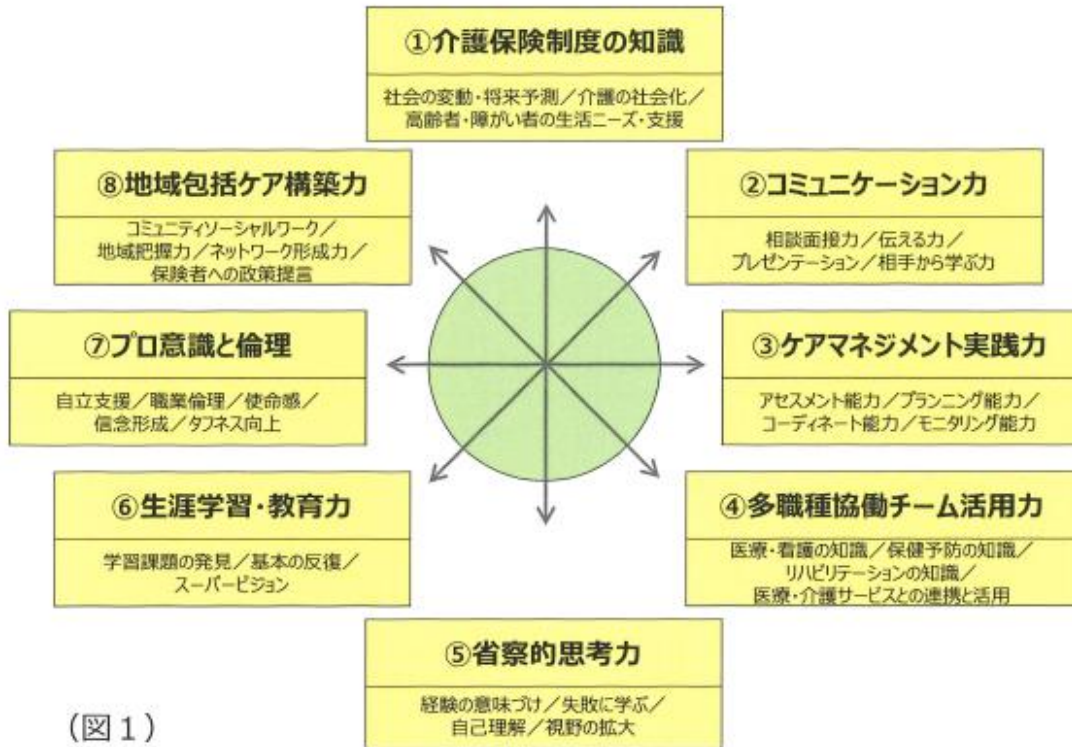 ①介護保険制度の知識
社会の変動・将来予測／介護の社会化／
高齢者・障がい者の生活ニーズ・支援
②コミュニケーション力
相談面接力／伝える力／
プレゼンテーション／相手から学ぶ力
③ケアマネジメント実践力
アセスメント能力／プランニング能力／
コーディネート能力／モニタリング能力
④多職種協働チーム活用力
医療・看護の知識／保健予防の知識／
リハビリテーションの知識／
医療・介護サービスとの連携と活用
⑤省察的思考力
経験の意味づけ／失敗に学ぶ／
自己理解／視野の拡大
⑥生涯学習・教育力
学習課題の発見／基本の反復／
スーパービジョン
⑦プロ意識と倫理
自立支援／職業倫理／使命感／
信念形成／タフネス向上
⑧地域包括ケア構築力
コミュニティソーシャルワーク／
地域把握力／ネットワーク形成力／
保険者への政策提言
（図１）